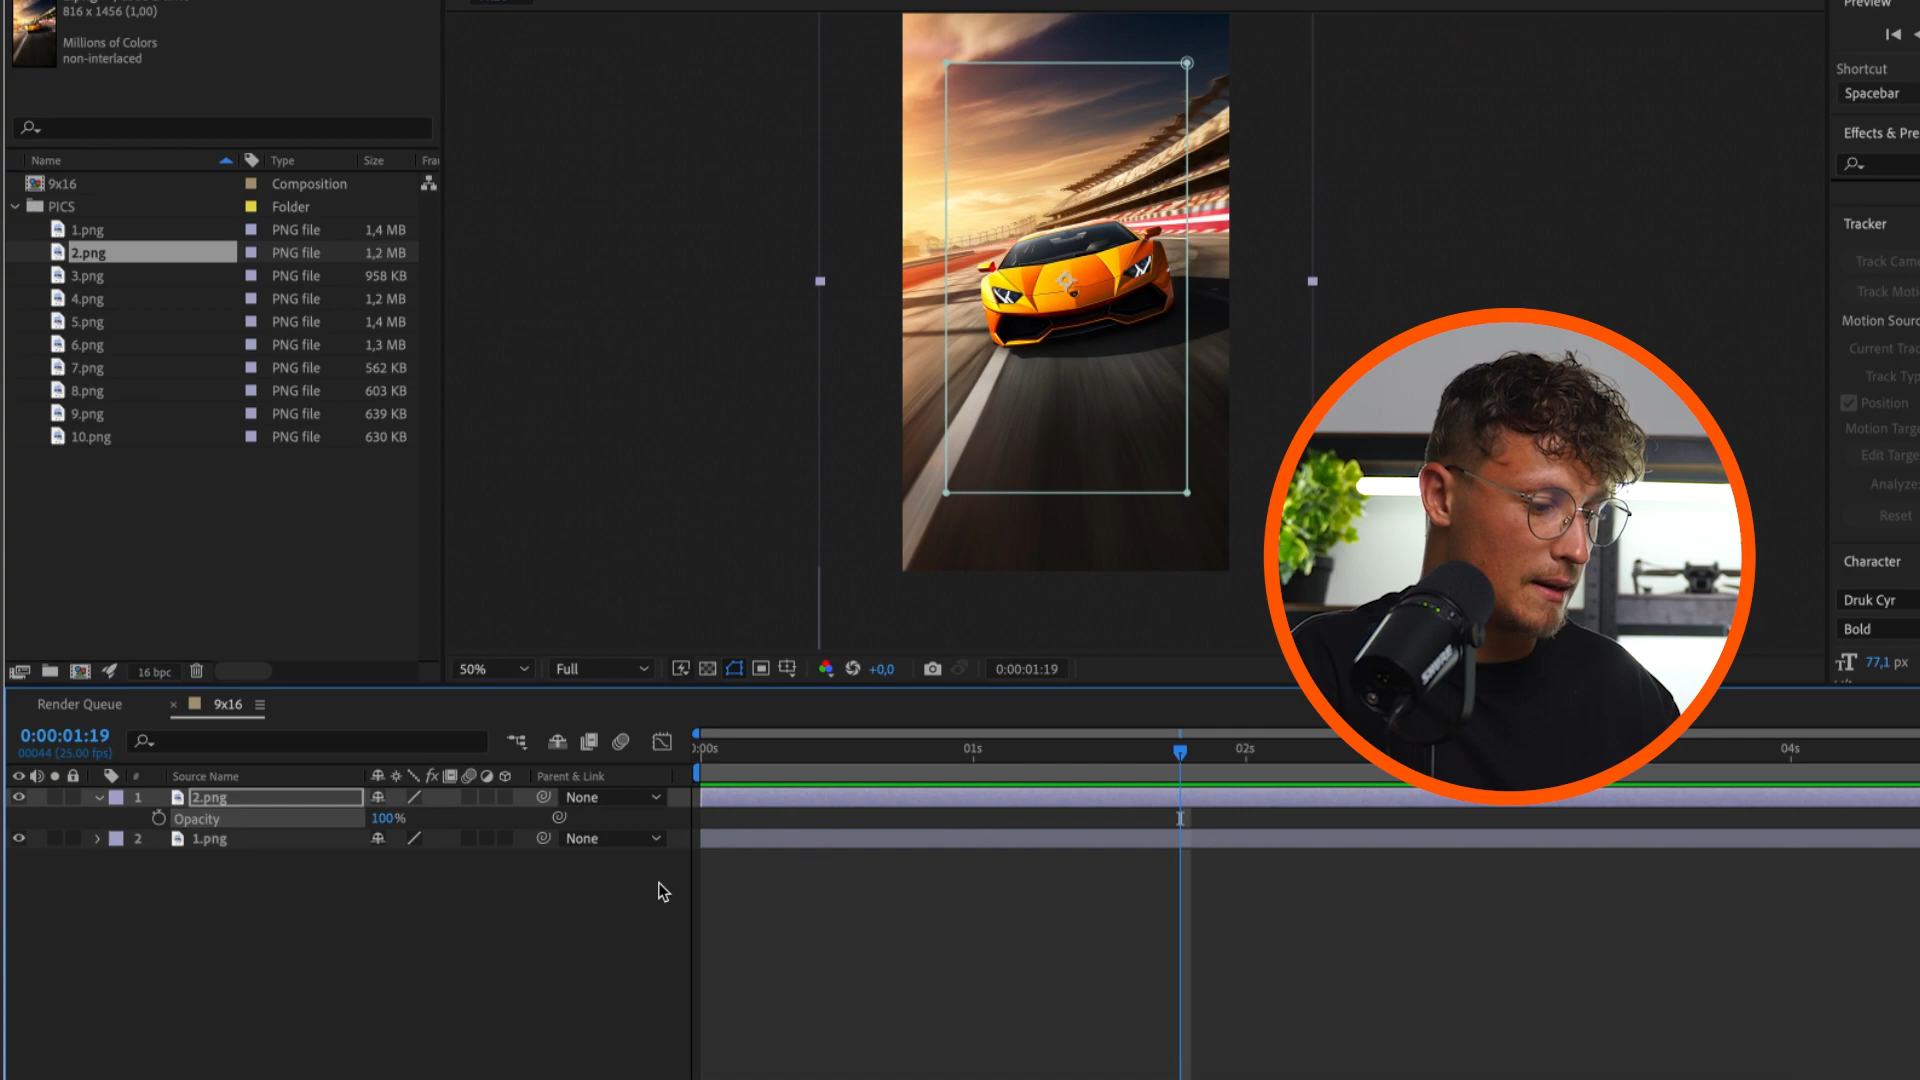 816 x 1456 (1,00)
Millions of Colors
non-interlaced
Name Type Size Fra
9x16 Composition
PICS Folder
1.png PNG file 1,4 MB
2.png PNG file 1,2 MB
3.png PNG file 958 KB
4.png PNG file 1,2 MB
5.png PNG file 1,4 MB
6.png PNG file 1,3 MB
7.png PNG file 562 KB
8.png PNG file 603 KB
9.png PNG file 639 KB
10.png PNG file 630 KB
16 bpc
50% Full +0,0 0:00:01:19
Preview
Shortcut
Spacebar
Effects & Pre
Tracker
Track Came
Track Moti
Motion Sourc
Current Trac
Track Typ
Position
Motion Targe
Edit Targe
Analyze:
Reset
Character
Druk Cyr
Bold
TT 77,1 px
SHURE
Render Queue × 9x16
0:00:01:19
00044 (25.00 fps)
:00s 01s 02s 04s
# Source Name fx Parent & Link
1 2.png None
Opacity 100%
2 1.png None